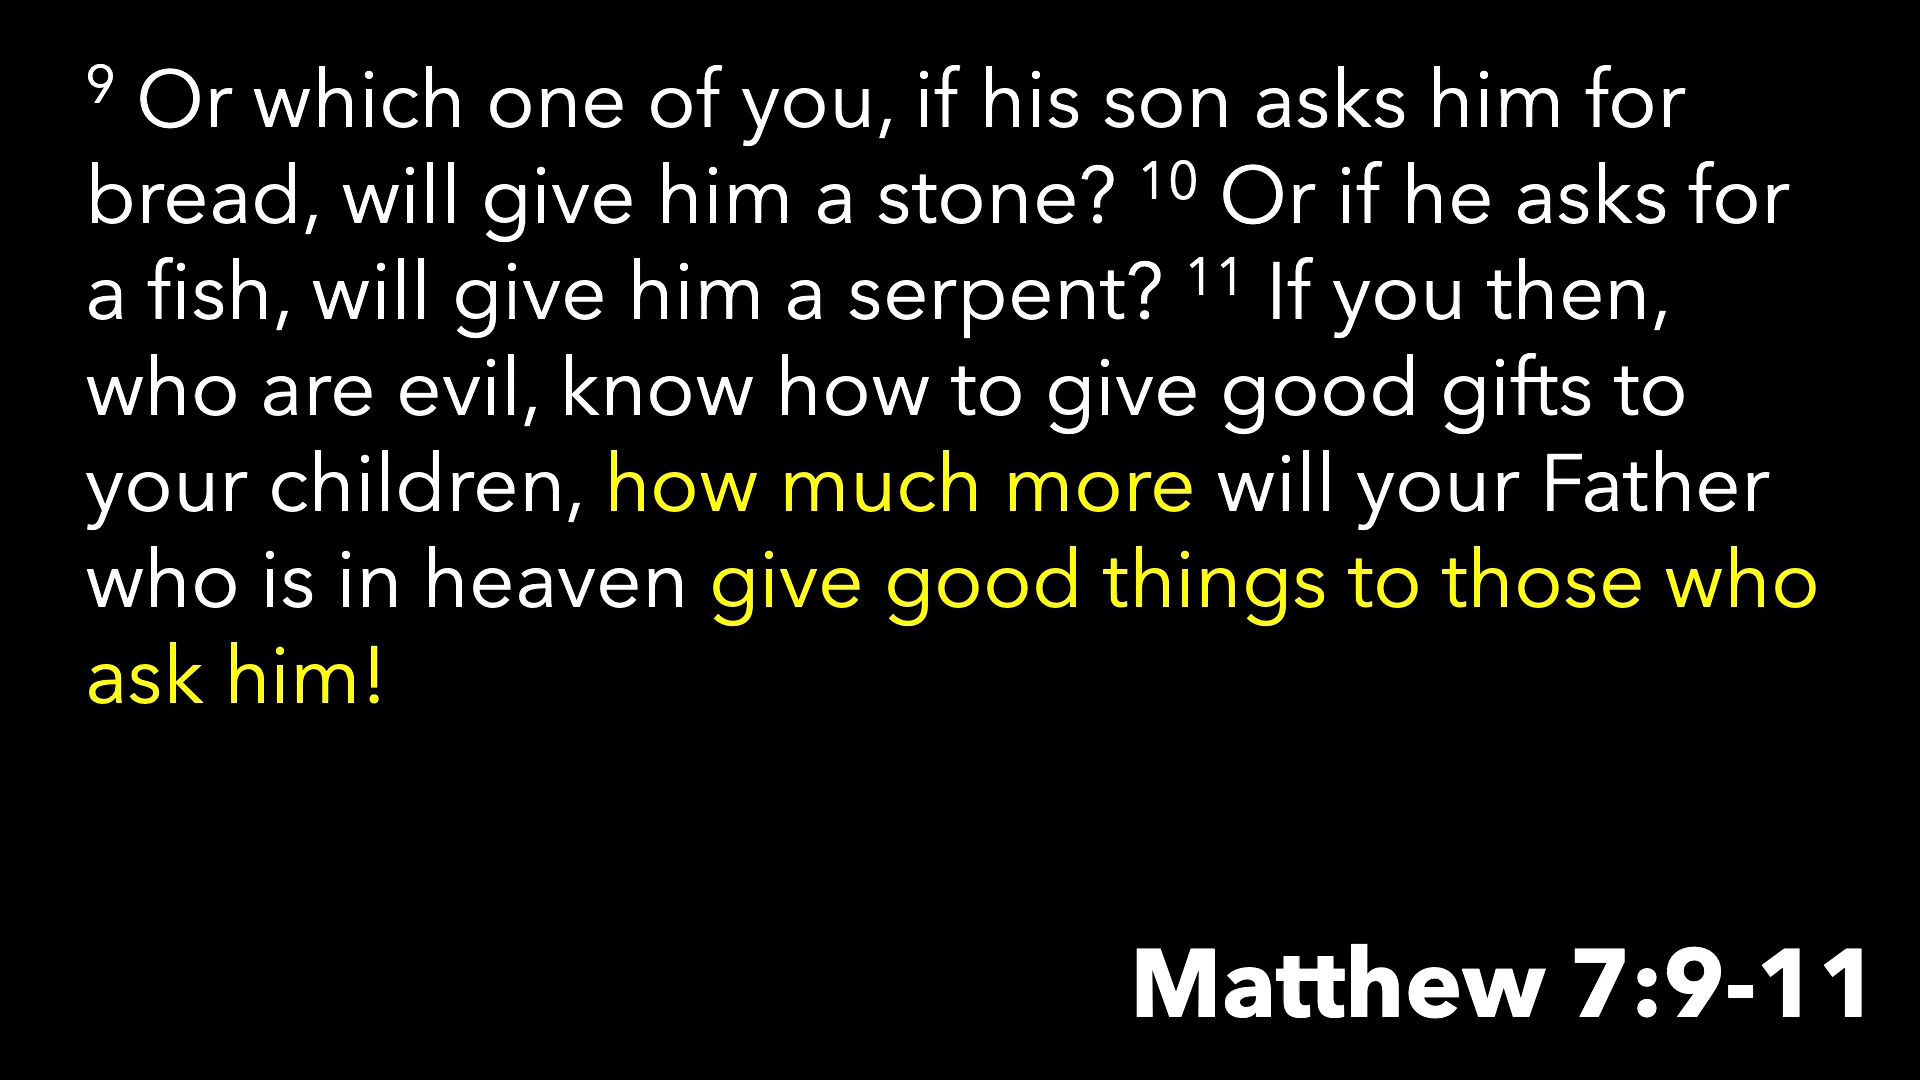 ⁹ Or which one of you, if his son asks him for
bread, will give him a stone? ¹⁰ Or if he asks for
a fish, will give him a serpent? ¹¹ If you then,
who are evil, know how to give good gifts to
your children, how much more will your Father
who is in heaven give good things to those who
ask him!
Matthew 7:9-11